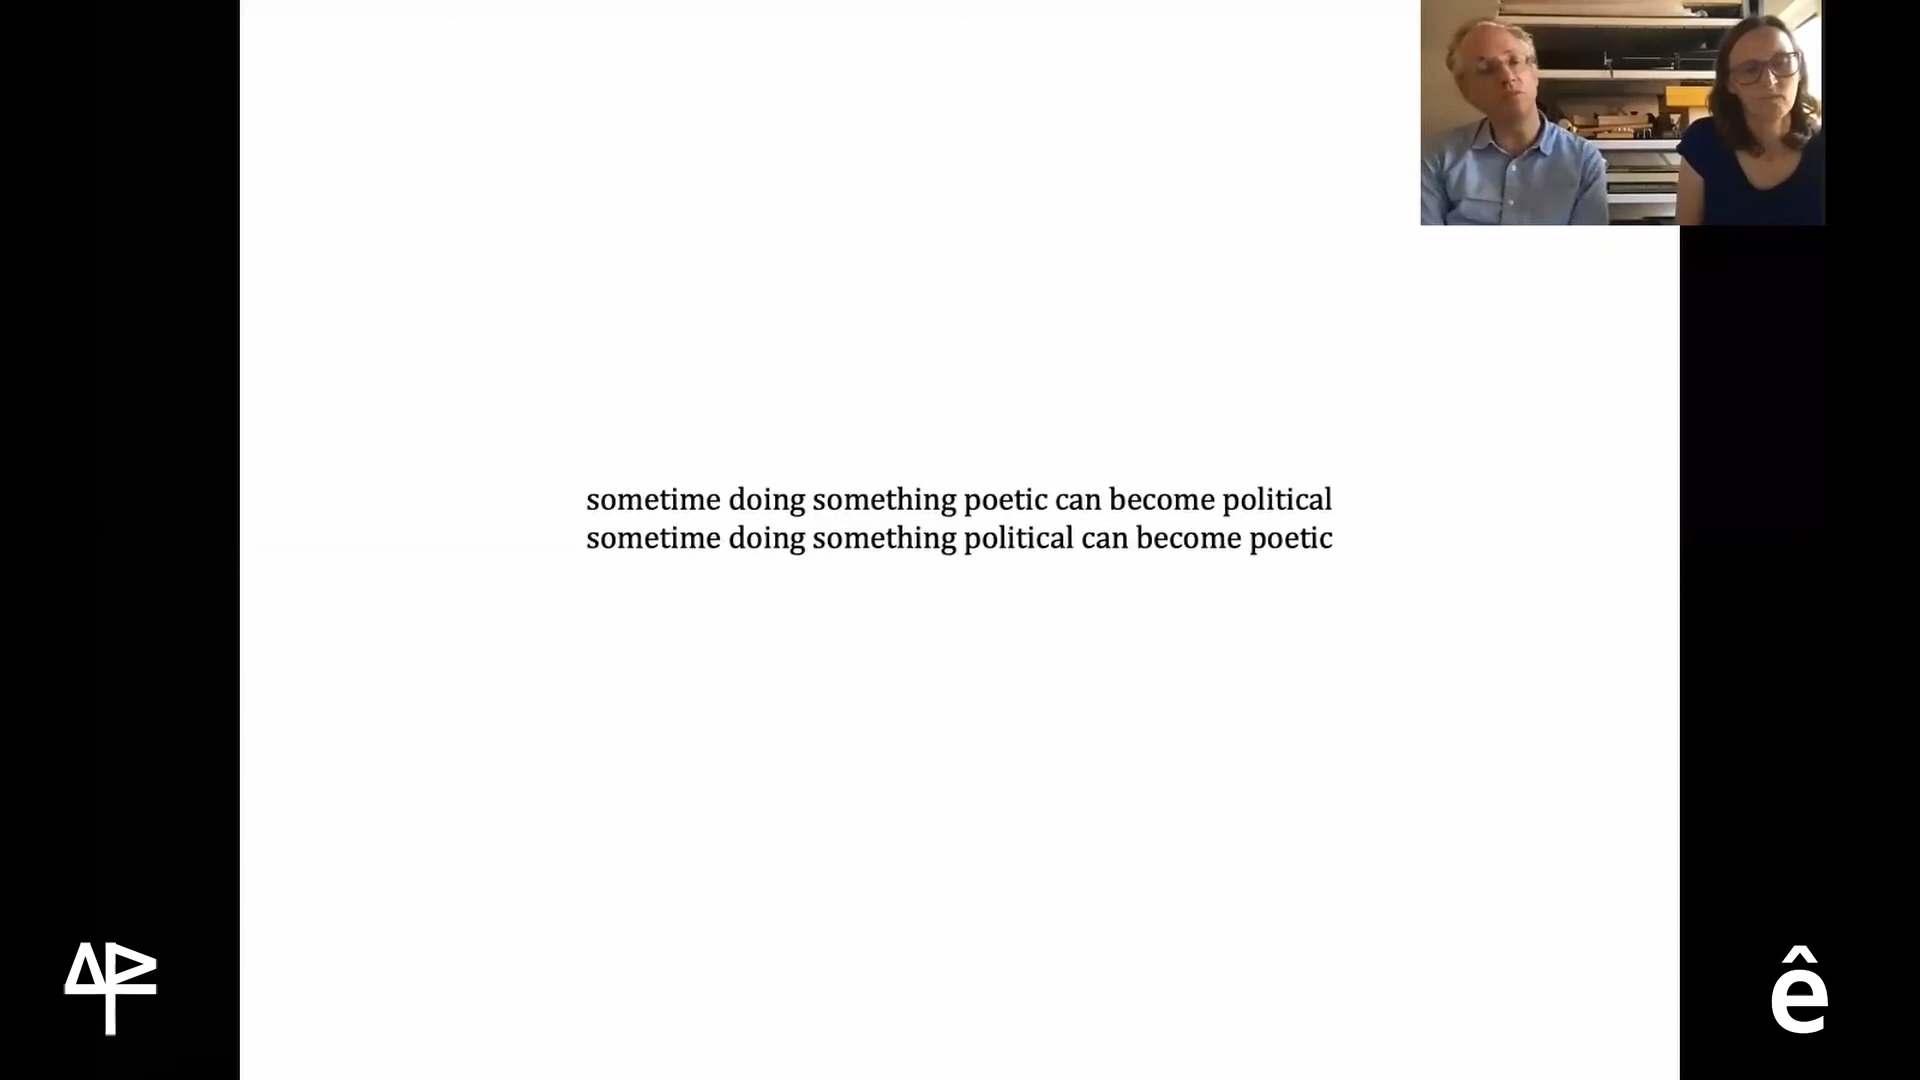 sometime doing something poetic can become political
sometime doing something political can become poetic
ê